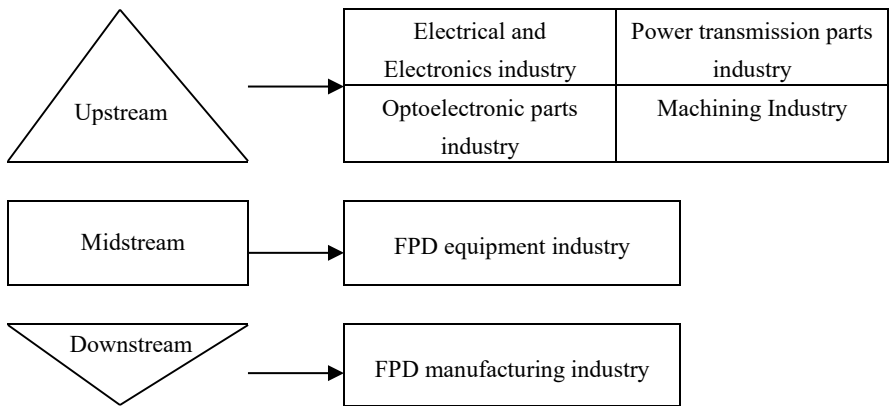 Upstream
Electrical and
Electronics industry
Power transmission parts
industry
Optoelectronic parts
industry
Machining Industry
Midstream
FPD equipment industry
Downstream
FPD manufacturing industry